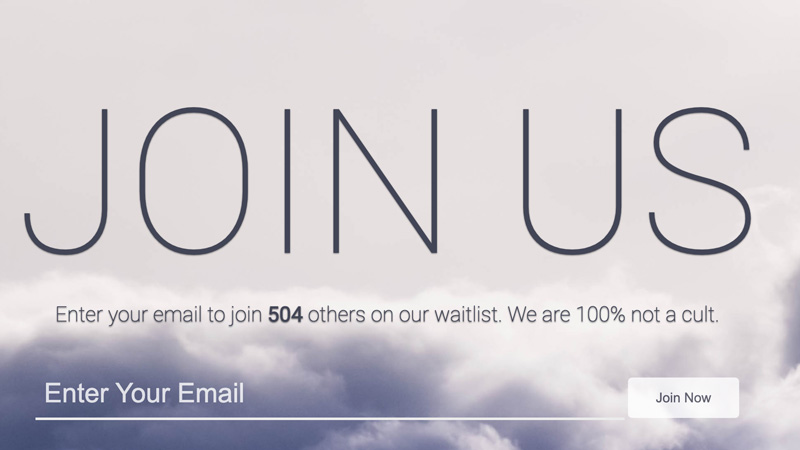 JOIN US
Enter your email to join 504 others on our waitlist. We are 100% not a cult.
Enter Your Email
Join Now